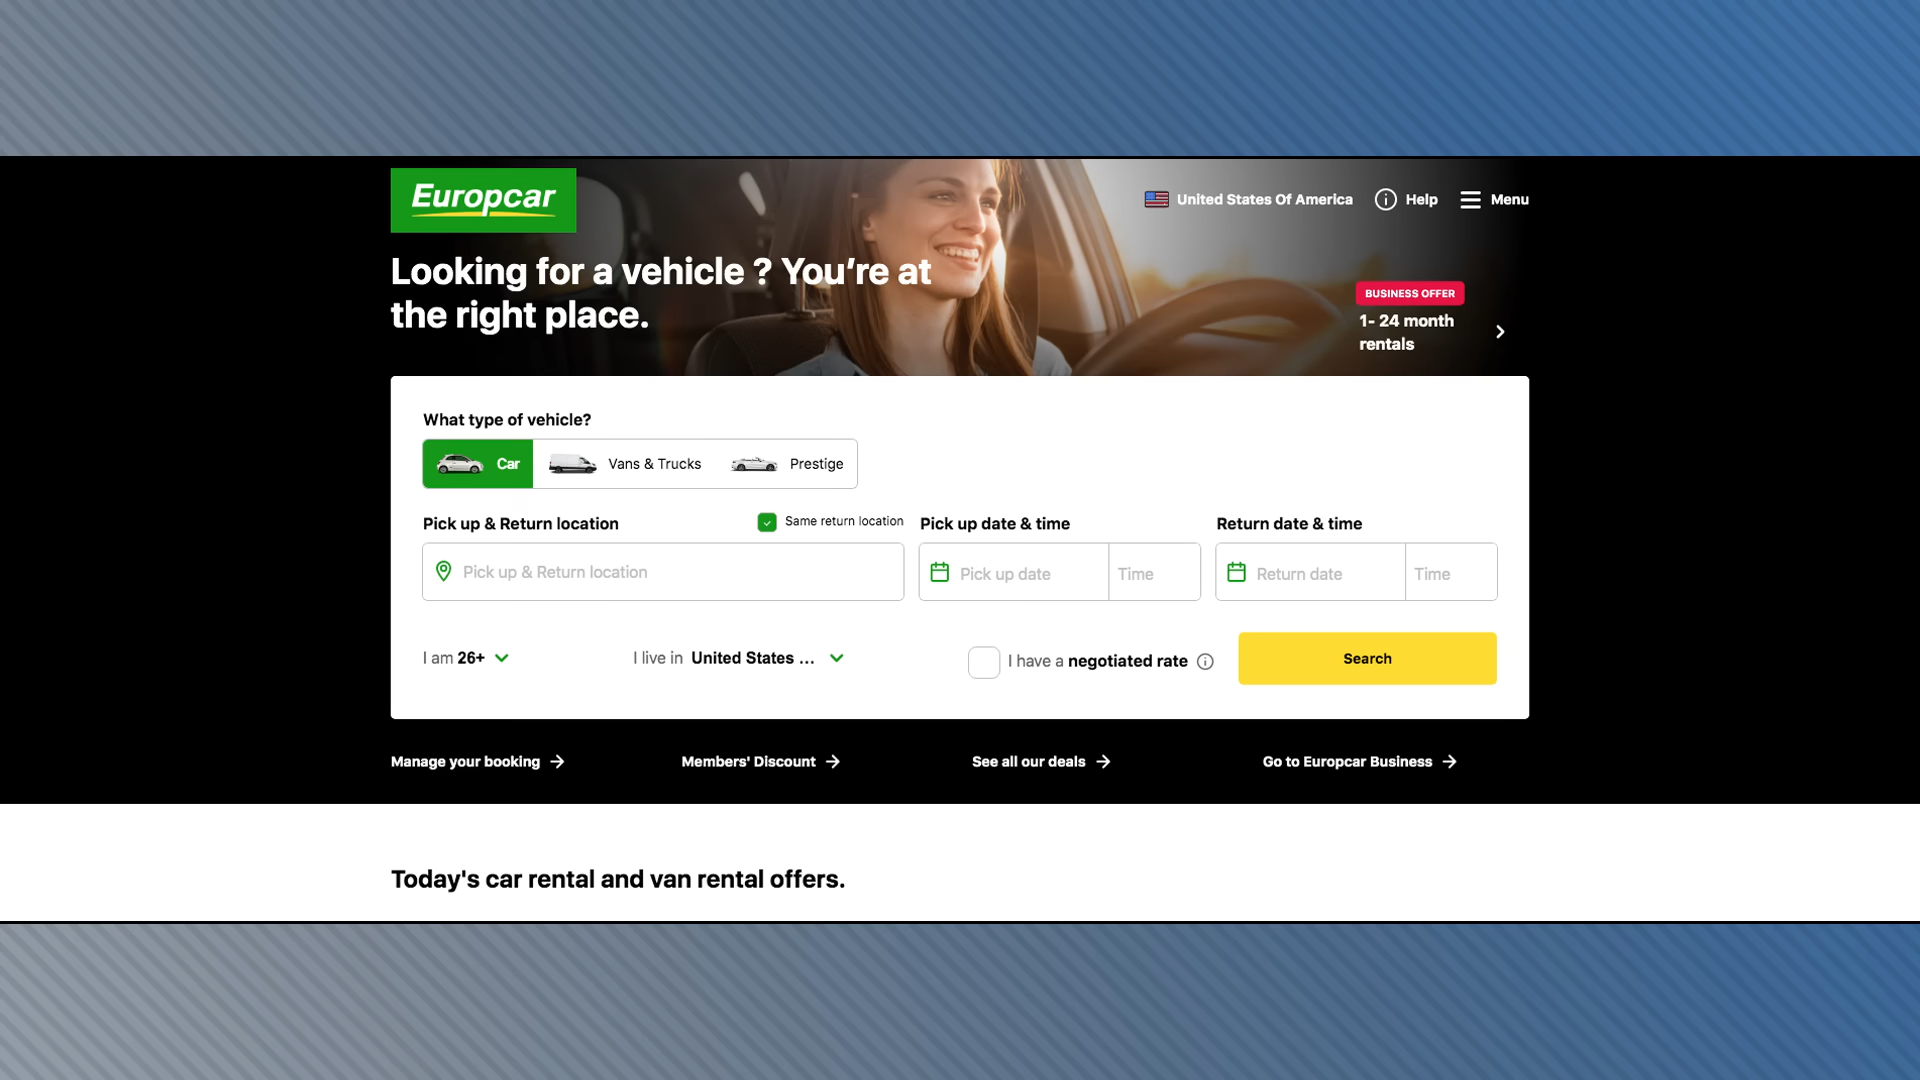 Europcar
United States Of America
Help
Menu
Looking for a vehicle ? You’re at
the right place.
BUSINESS OFFER
1- 24 month
rentals
What type of vehicle?
Car
Vans & Trucks
Prestige
Pick up & Return location
Same return location
Pick up date & time
Return date & time
Pick up & Return location
Pick up date
Time
Return date
Time
I am 26+
I live in United States ...
I have a negotiated rate
Search
Manage your booking
Members' Discount
See all our deals
Go to Europcar Business
Today's car rental and van rental offers.